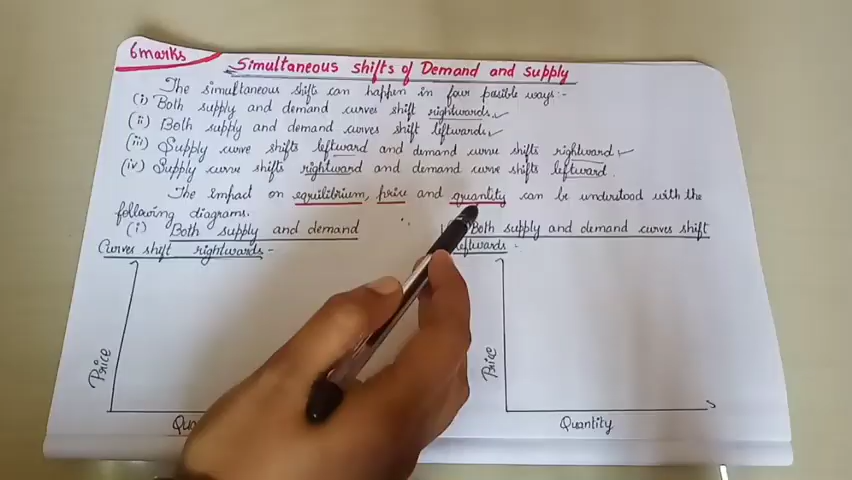 6marks
Simultaneous shifts of Demand and supply
The simultaneous shift can happen in four posible ways:-
(i) Both supply and demand curves shift rightwards.
(ii) Both supply and demand curves shift leftwards.
(iii) Supply curve shifts leftward and demand curve shifts rightward.
(iv) Supply curve shifts rightward and demand curve shifts leftward.
The impact on equilibrium, price and quantity can be understood with the
following diagrams.
(i) Both supply and demand
Curves shift rightwards-
Both supply and demand curves shift
leftwards-
Price
Price
Quantity